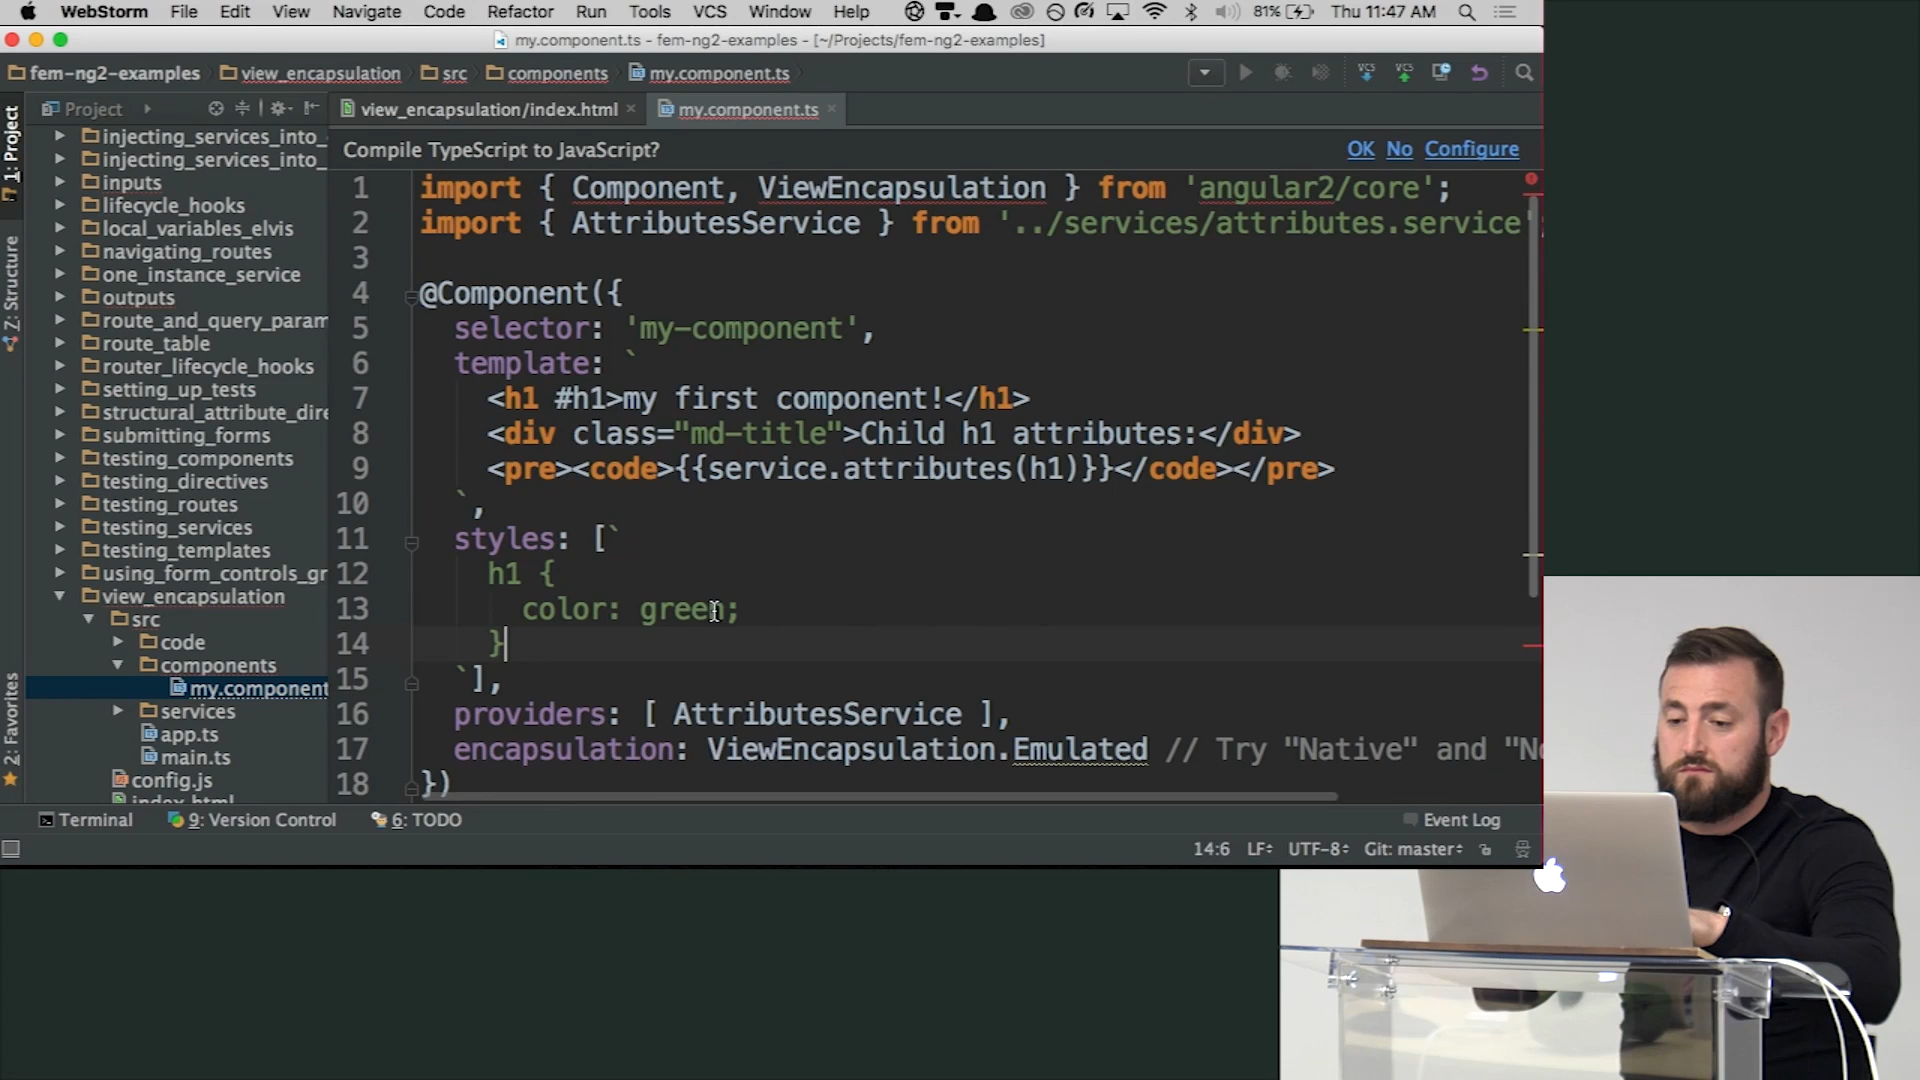 WebStorm File Edit View Navigate Code Refactor Run Tools VCS Window Help 81% Thu 11:47 AM
my.component.ts - fem-ng2-examples - [~/Projects/fem-ng2-examples]
fem-ng2-examples view_encapsulation src components my.component.ts
VCS VCS
1: Project
Z: Structure
2: Favorites
Project
view_encapsulation/index.html
my.component.ts
injecting_services_into_
injecting_services_into_
inputs
lifecycle_hooks
local_variables_elvis
navigating_routes
one_instance_service
outputs
route_and_query_param
route_table
router_lifecycle_hooks
setting_up_tests
structural_attribute_dire
submitting_forms
testing_components
testing_directives
testing_routes
testing_services
testing_templates
using_form_controls_gr
view_encapsulation
src
code
components
my.component
services
app.ts
main.ts
config.js
index.html
Compile TypeScript to JavaScript? OK No Configure
1 import { Component, ViewEncapsulation } from 'angular2/core';
2 import { AttributesService } from '../services/attributes.service';
3
4 @Component({
5 selector: 'my-component',
6 template: `
7 <h1 #h1>my first component!</h1>
8 <div class="md-title">Child h1 attributes:</div>
9 <pre><code>{{service.attributes(h1)}}</code></pre>
10 `,
11 styles: [`
12 h1 {
13 color: green;
14 }
15 `],
16 providers: [ AttributesService ],
17 encapsulation: ViewEncapsulation.Emulated // Try "Native" and "No
18 })
Terminal 9: Version Control 6: TODO Event Log
14:6 LF UTF-8 Git: master